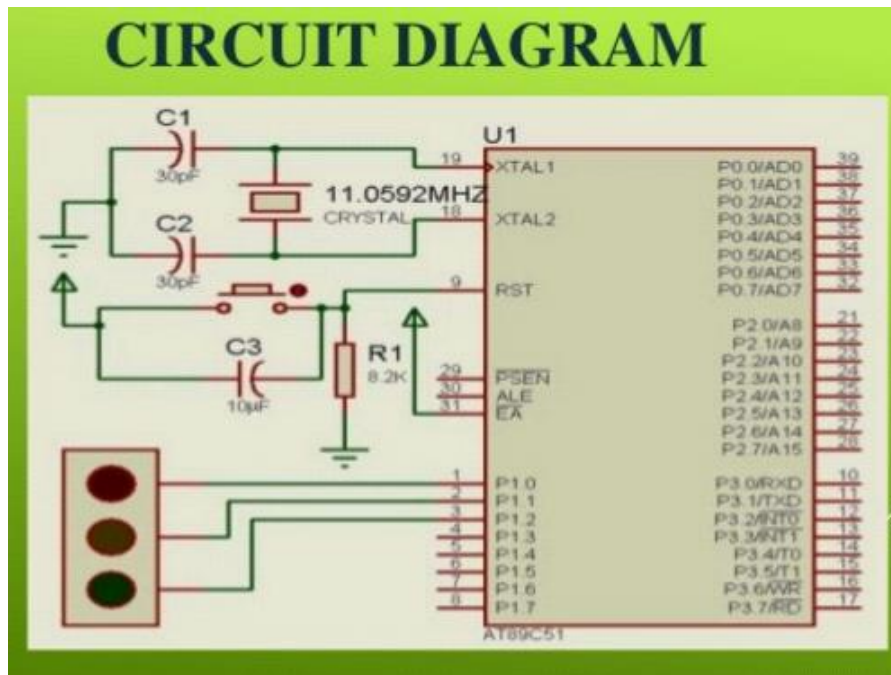 CIRCUIT DIAGRAM
C1
30pF
C2
30pF
11.0592MHZ
CRYSTAL
C3
10µF
R1
8.2K
U1
19 XTAL1
18 XTAL2
9 RST
29 PSEN
30 ALE
31 EA
1 P1.0
2 P1.1
3 P1.2
4 P1.3
5 P1.4
6 P1.5
7 P1.6
8 P1.7
P0.0/AD0 39
P0.1/AD1 38
P0.2/AD2 37
P0.3/AD3 36
P0.4/AD4 35
P0.5/AD5 34
P0.6/AD6 33
P0.7/AD7 32
P2.0/A8 21
P2.1/A9 22
P2.2/A10 23
P2.3/A11 24
P2.4/A12 25
P2.5/A13 26
P2.6/A14 27
P2.7/A15 28
P3.0/RXD 10
P3.1/TXD 11
P3.2/INT0 12
P3.3/INT1 13
P3.4/T0 14
P3.5/T1 15
P3.6/WR 16
P3.7/RD 17
AT89C51